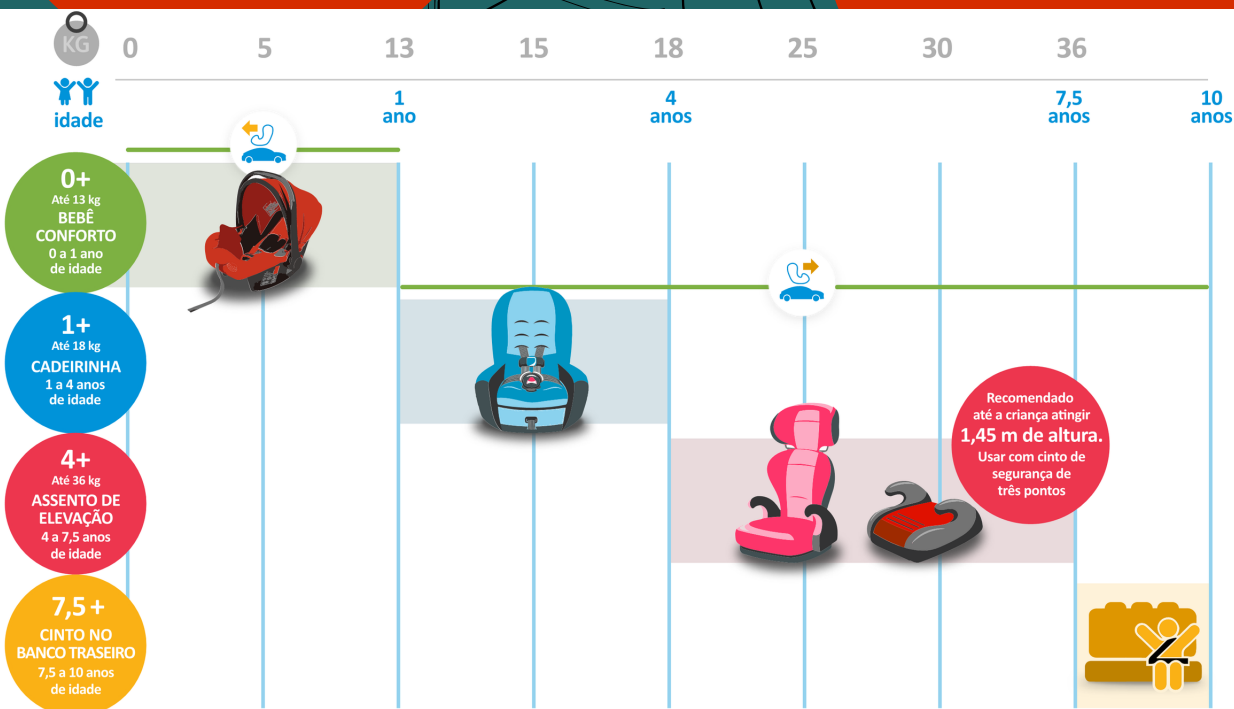 KG 0 5 13 15 18 25 30 36
idade
1
ano
4
anos
7,5
anos
10
anos
0+
Até 13 kg
BEBÊ
CONFORTO
0 a 1 ano
de idade
1+
Até 18 kg
CADEIRINHA
1 a 4 anos
de idade
4+
Até 36 kg
ASSENTO DE
ELEVAÇÃO
4 a 7,5 anos
de idade
Recomendado
até a criança atingir
1,45 m de altura.
Usar com cinto de
segurança de
três pontos
7,5 +
CINTO NO
BANCO TRASEIRO
7,5 a 10 anos
de idade